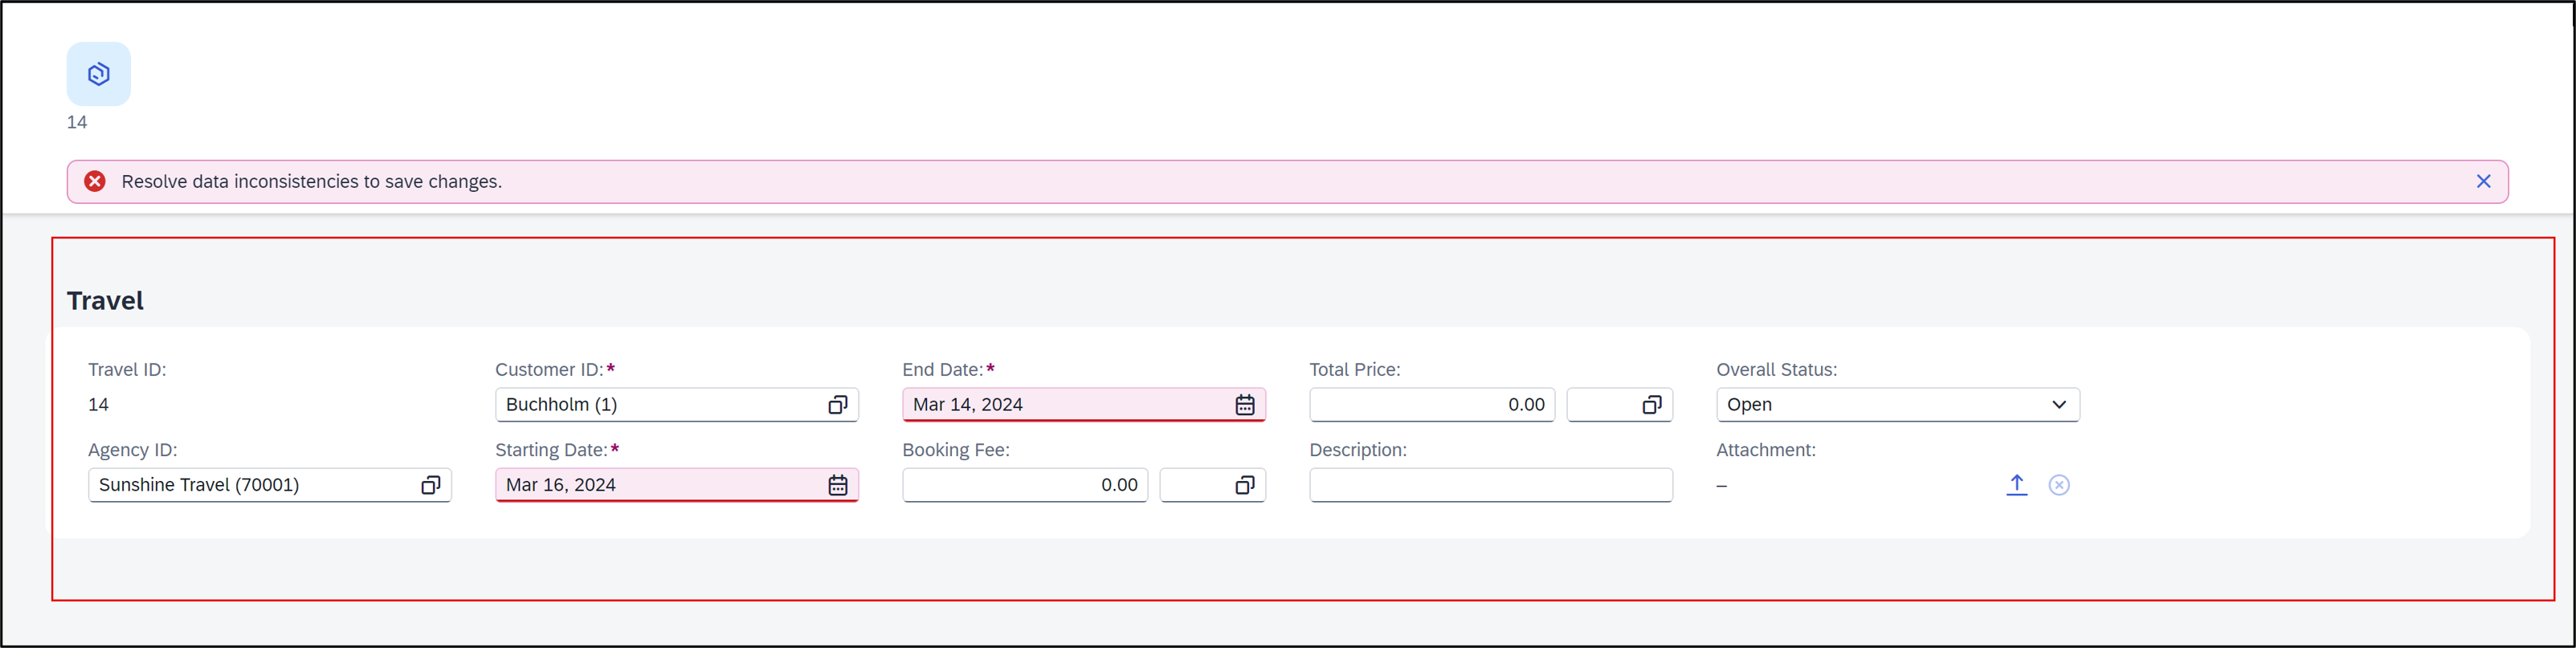 14
Resolve data inconsistencies to save changes.
Travel
Travel ID:
14
Customer ID:*
Buchholm (1)
End Date:*
Mar 14, 2024
Total Price:
0.00
Overall Status:
Open
Agency ID:
Sunshine Travel (70001)
Starting Date:*
Mar 16, 2024
Booking Fee:
0.00
Description:
Attachment:
–